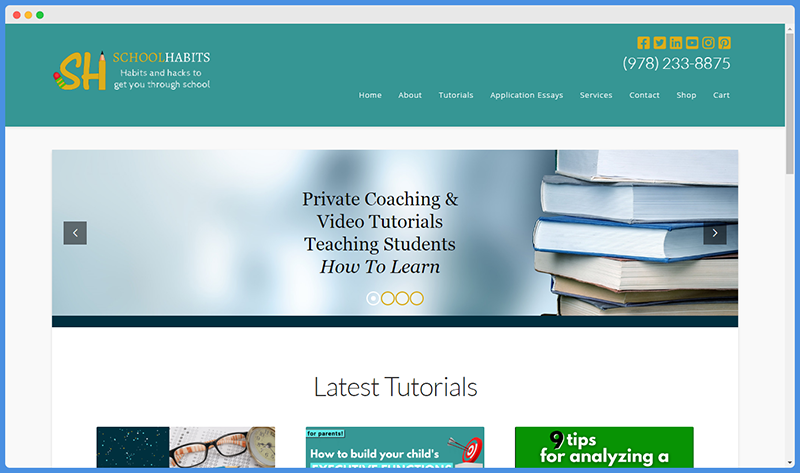 SH SCHOOLHABITS
Habits and hacks to
get you through school
(978) 233-8875
Home About Tutorials Application Essays Services Contact Shop Cart
Private Coaching &
Video Tutorials
Teaching Students
How To Learn
Latest Tutorials
for parents!
How to build your child's
EXECUTIVE FUNCTIONS
9 tips
for analyzing a